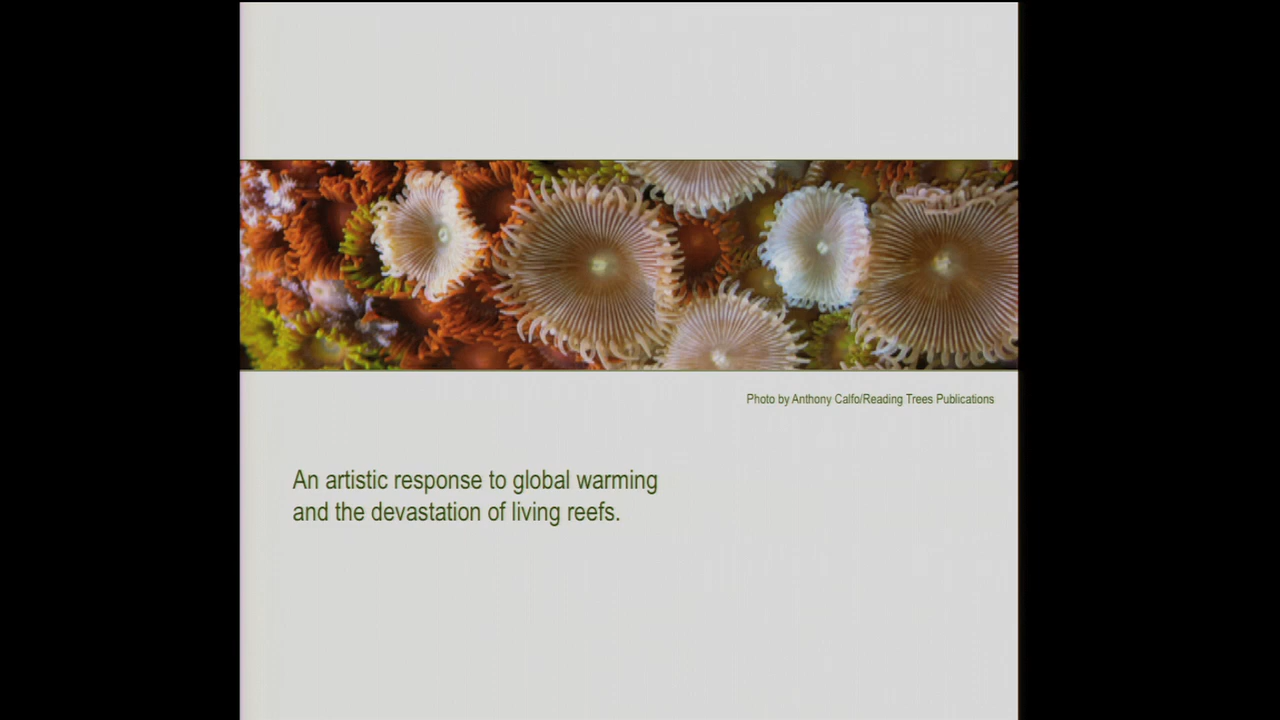 Photo by Anthony Calfo/Reading Trees Publications
An artistic response to global warming
and the devastation of living reefs.